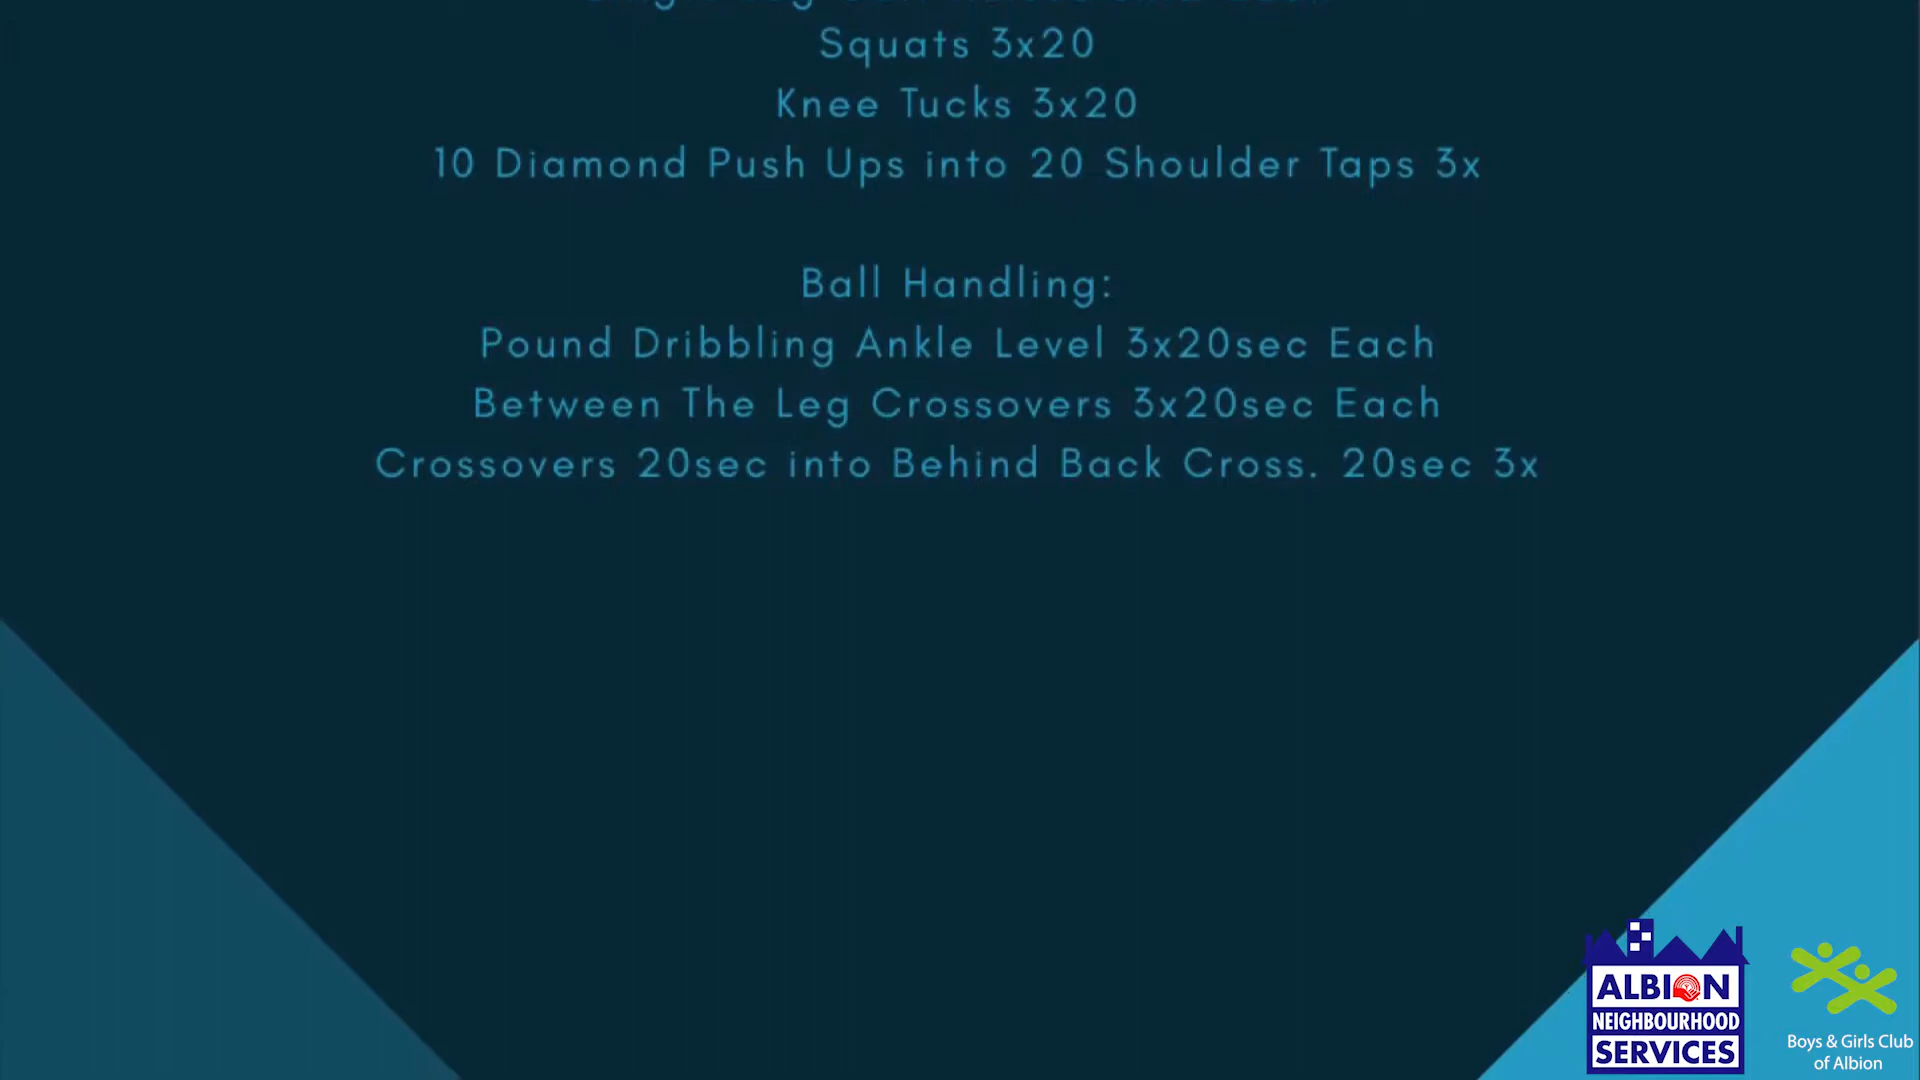 Squats 3x20
Knee Tucks 3x20
10 Diamond Push Ups into 20 Shoulder Taps 3x
Ball Handling:
Pound Dribbling Ankle Level 3x20sec Each
Between The Leg Crossovers 3x20sec Each
Crossovers 20sec into Behind Back Cross. 20sec 3x
ALBION
NEIGHBOURHOOD
SERVICES
Boys & Girls Club
of Albion